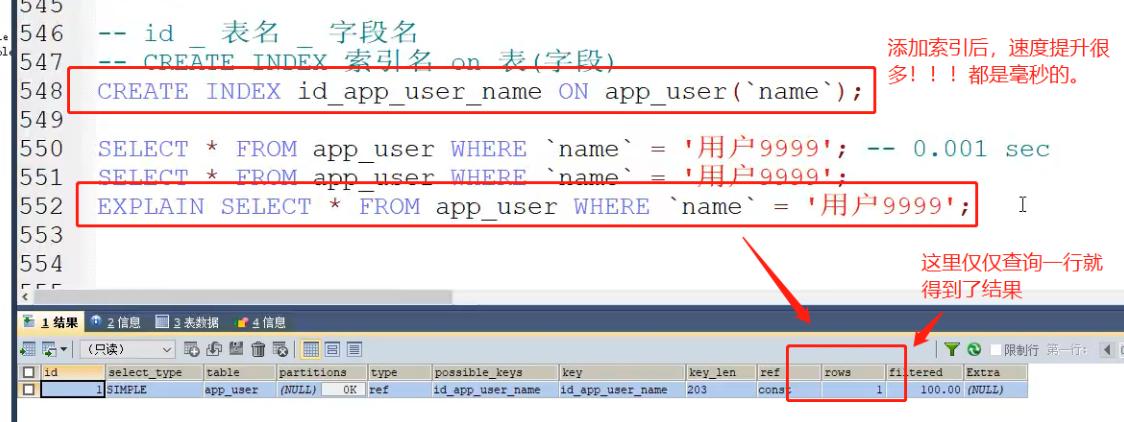 545
546 -- id _ 表名 _ 字段名
547 -- CREATE INDEX 索引名 on 表(字段)
548 CREATE INDEX id_app_user_name ON app_user(`name`);
549
550 SELECT * FROM app_user WHERE `name` = '用户9999'; -- 0.001 sec
551 SELECT * FROM app_user WHERE `name` = '用户9999';
552 EXPLAIN SELECT * FROM app_user WHERE `name` = '用户9999';
553
554
添加索引后，速度提升很
多！！！都是毫秒的。
这里仅仅查询一行就
得到了结果
1 结果 2 信息 3 表数据 4 信息
(只读) 限制行 第一行:
id select_type table partitions type possible_keys key key_len ref rows filtered Extra
1 SIMPLE app_user (NULL) 0K ref id_app_user_name id_app_user_name 203 const 1 100.00 (NULL)